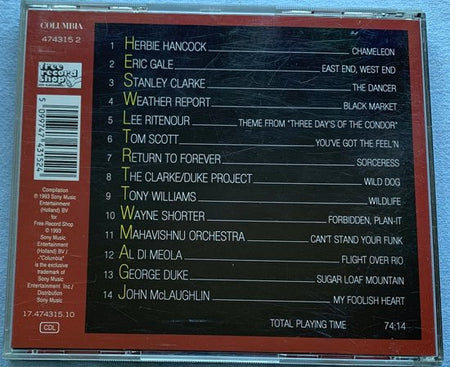 COLUMBIA
474315 2
free
record
shop
5 099747 431524
Compilation
℗ 1993 Sony Music
Entertainment
(Holland) BV
for
Free Record Shop
© 1993
Sony Music
Entertainment
(Holland) BV /
"Columbia"
is the exclusive
trademark of
Sony Music
Entertainment Inc /
Distribution
Sony Music
17.474315.10
CDL
1 HERBIE HANCOCK CHAMELEON
2 ERIC GALE EAST END, WEST END
3 STANLEY CLARKE THE DANCER
4 WEATHER REPORT BLACK MARKET
5 LEE RITENOUR THEME FROM "THREE DAY'S OF THE CONDOR"
6 TOM SCOTT YOU'VE GOT THE FEEL'N
7 RETURN TO FOREVER SORCERESS
8 THE CLARKE/DUKE PROJECT WILD DOG
9 TONY WILLIAMS WILDLIFE
10 WAYNE SHORTER FORBIDDEN, PLAN-IT
11 MAHAVISHNU ORCHESTRA CAN'T STAND YOUR FUNK
12 AL DI MEOLA FLIGHT OVER RIO
13 GEORGE DUKE SUGAR LOAF MOUNTAIN
14 JOHN MCLAUGHLIN MY FOOLISH HEART
TOTAL PLAYING TIME 74:14